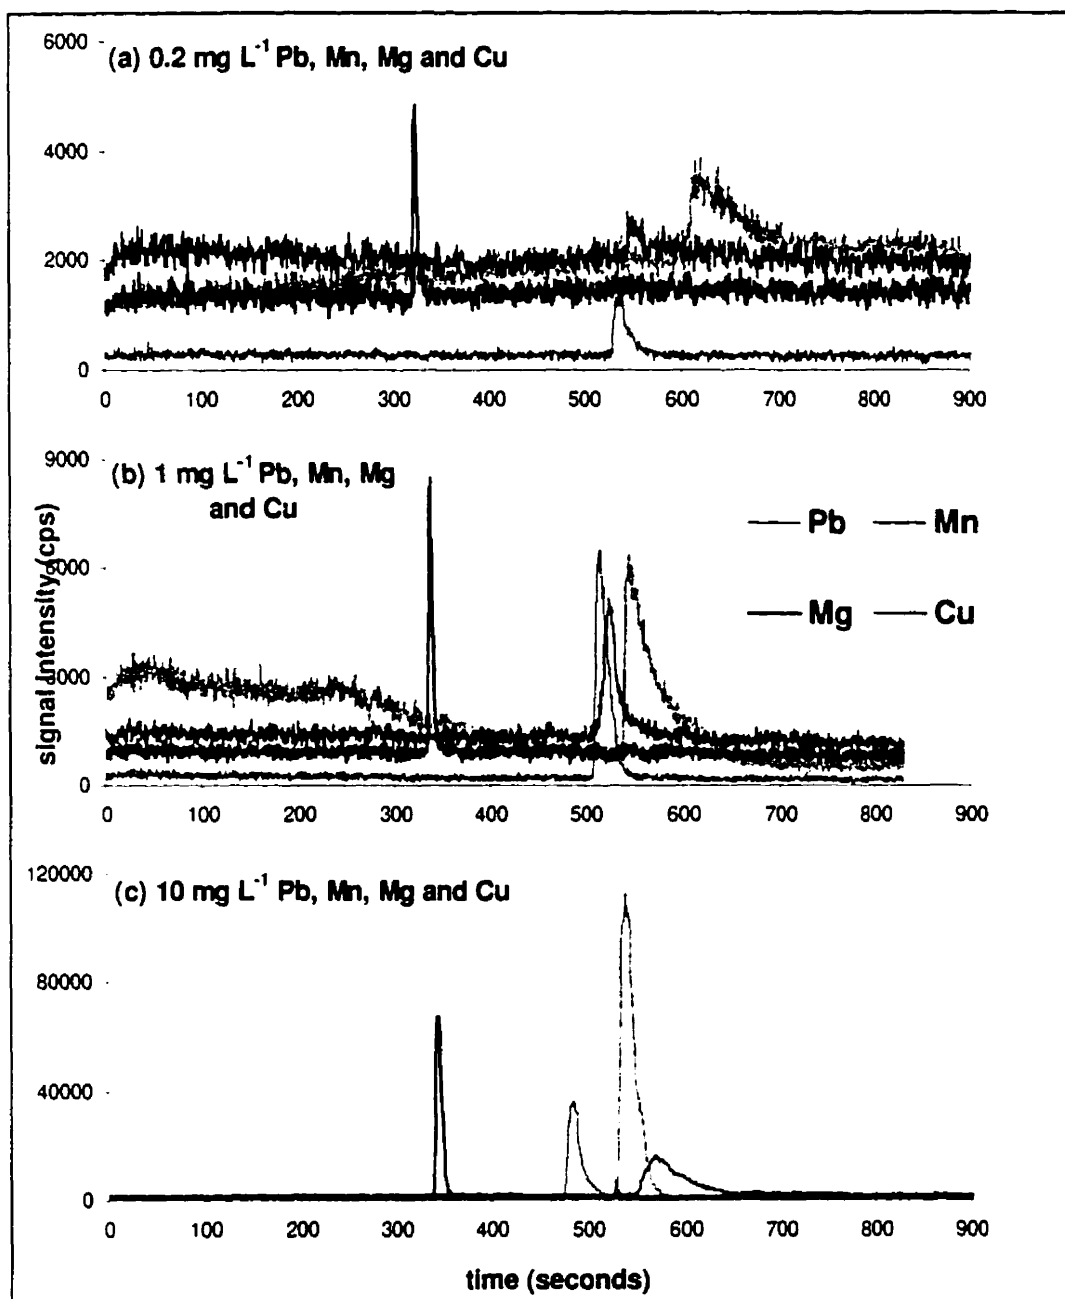 (a) 0.2 mg L⁻¹ Pb, Mn, Mg and Cu
6000
4000
2000
0
0 100 200 300 400 500 600 700 800 900
(b) 1 mg L⁻¹ Pb, Mn, Mg
and Cu
9000
6000
3000
0
0 100 200 300 400 500 600 700 800 900
Pb Mn
Mg Cu
signal intensity (cps)
(c) 10 mg L⁻¹ Pb, Mn, Mg and Cu
120000
80000
40000
0
0 100 200 300 400 500 600 700 800 900
time (seconds)